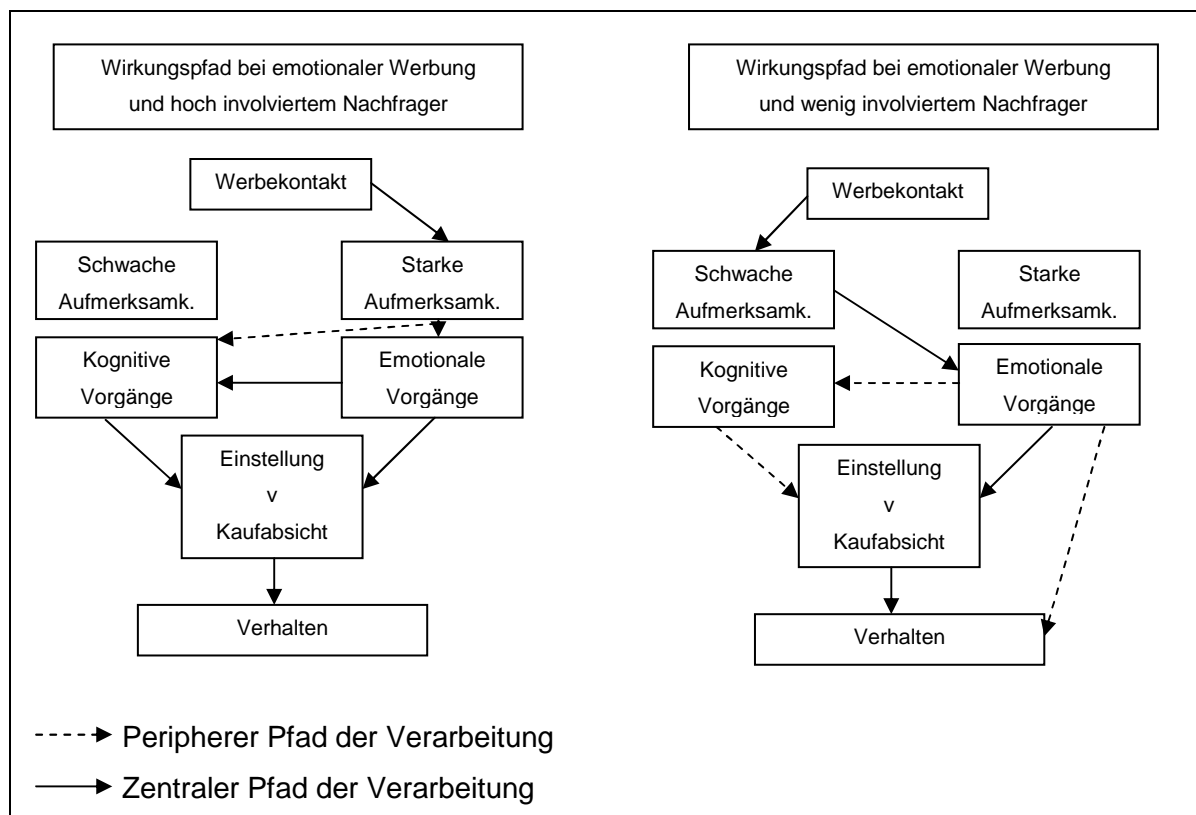 Wirkungspfad bei emotionaler Werbung
und hoch involviertem Nachfrager
Werbekontakt
Schwache
Aufmerksamk.
Starke
Aufmerksamk.
Kognitive
Vorgänge
Emotionale
Vorgänge
Einstellung
v
Kaufabsicht
Verhalten
Wirkungspfad bei emotionaler Werbung
und wenig involviertem Nachfrager
Werbekontakt
Schwache
Aufmerksamk.
Starke
Aufmerksamk.
Kognitive
Vorgänge
Emotionale
Vorgänge
Einstellung
v
Kaufabsicht
Verhalten
Peripherer Pfad der Verarbeitung
Zentraler Pfad der Verarbeitung